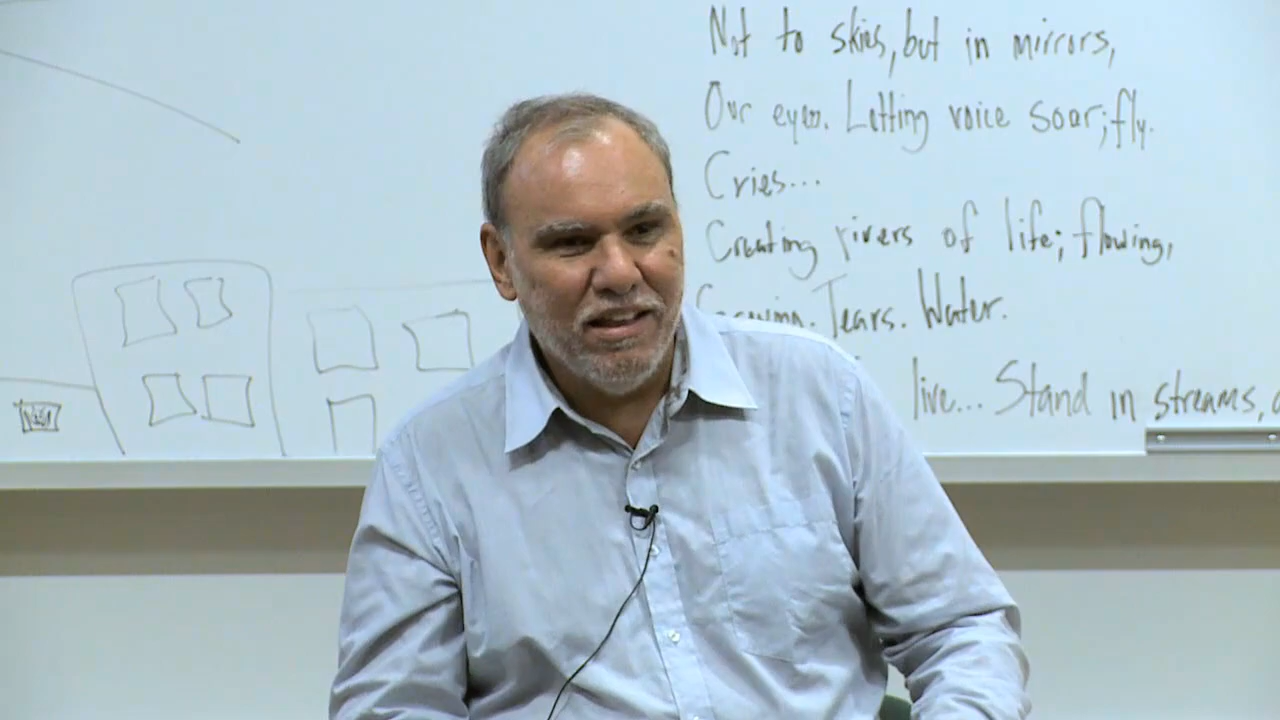 Not to skies, but in mirrors,
Our eyes. Letting voice soar; fly.
Cries...
Creating rivers of life; flowing,
Tears. Water.
live... Stand in streams,